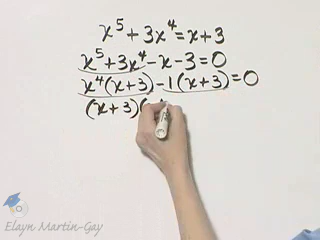 x⁵ + 3x⁴ = x + 3
x⁵ + 3x⁴ - x - 3 = 0
x⁴(x + 3) - 1(x + 3) = 0
(x + 3)(
Elayn Martin-Gay